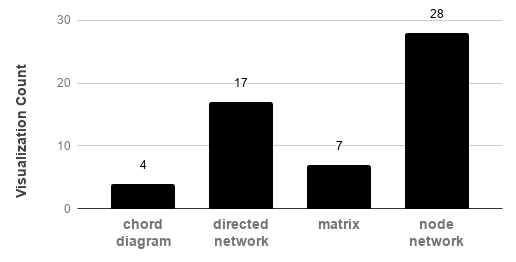 Visualization Count
30
20
10
0
4
17
7
28
chord
diagram
directed
network
matrix
node
network